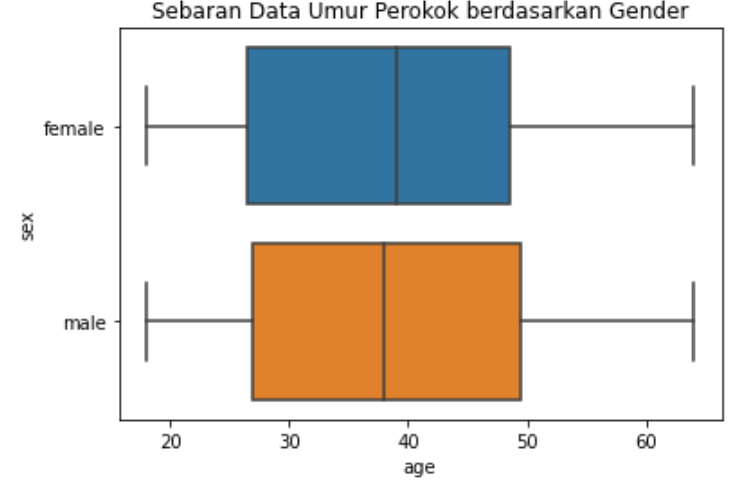 Sebaran Data Umur Perokok berdasarkan Gender
female
sex
male
20 30 40 50 60
age